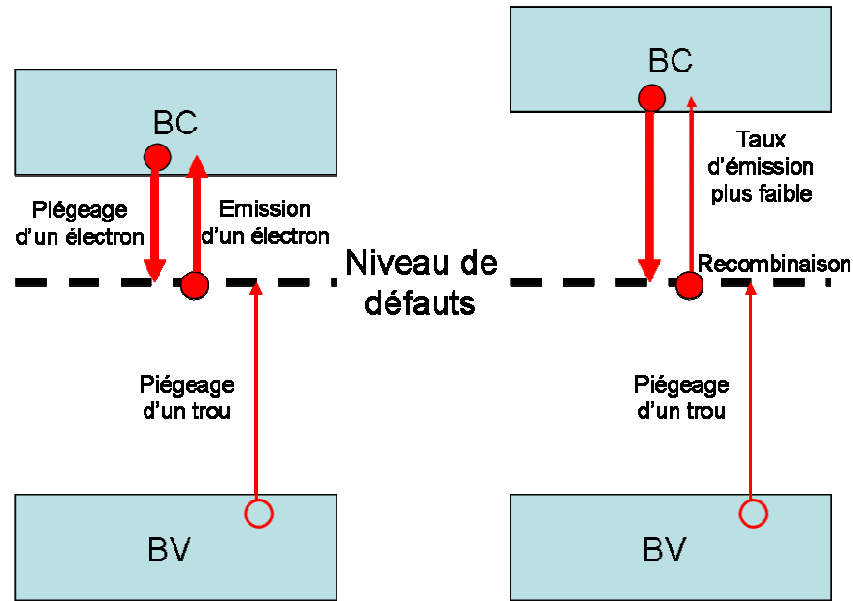 BC
Piégeage
d'un électron
Emission
d'un électron
Niveau de
défauts
Piégeage
d'un trou
BV
BC
Taux
d'émission
plus faible
Recombinaison
Piégeage
d'un trou
BV